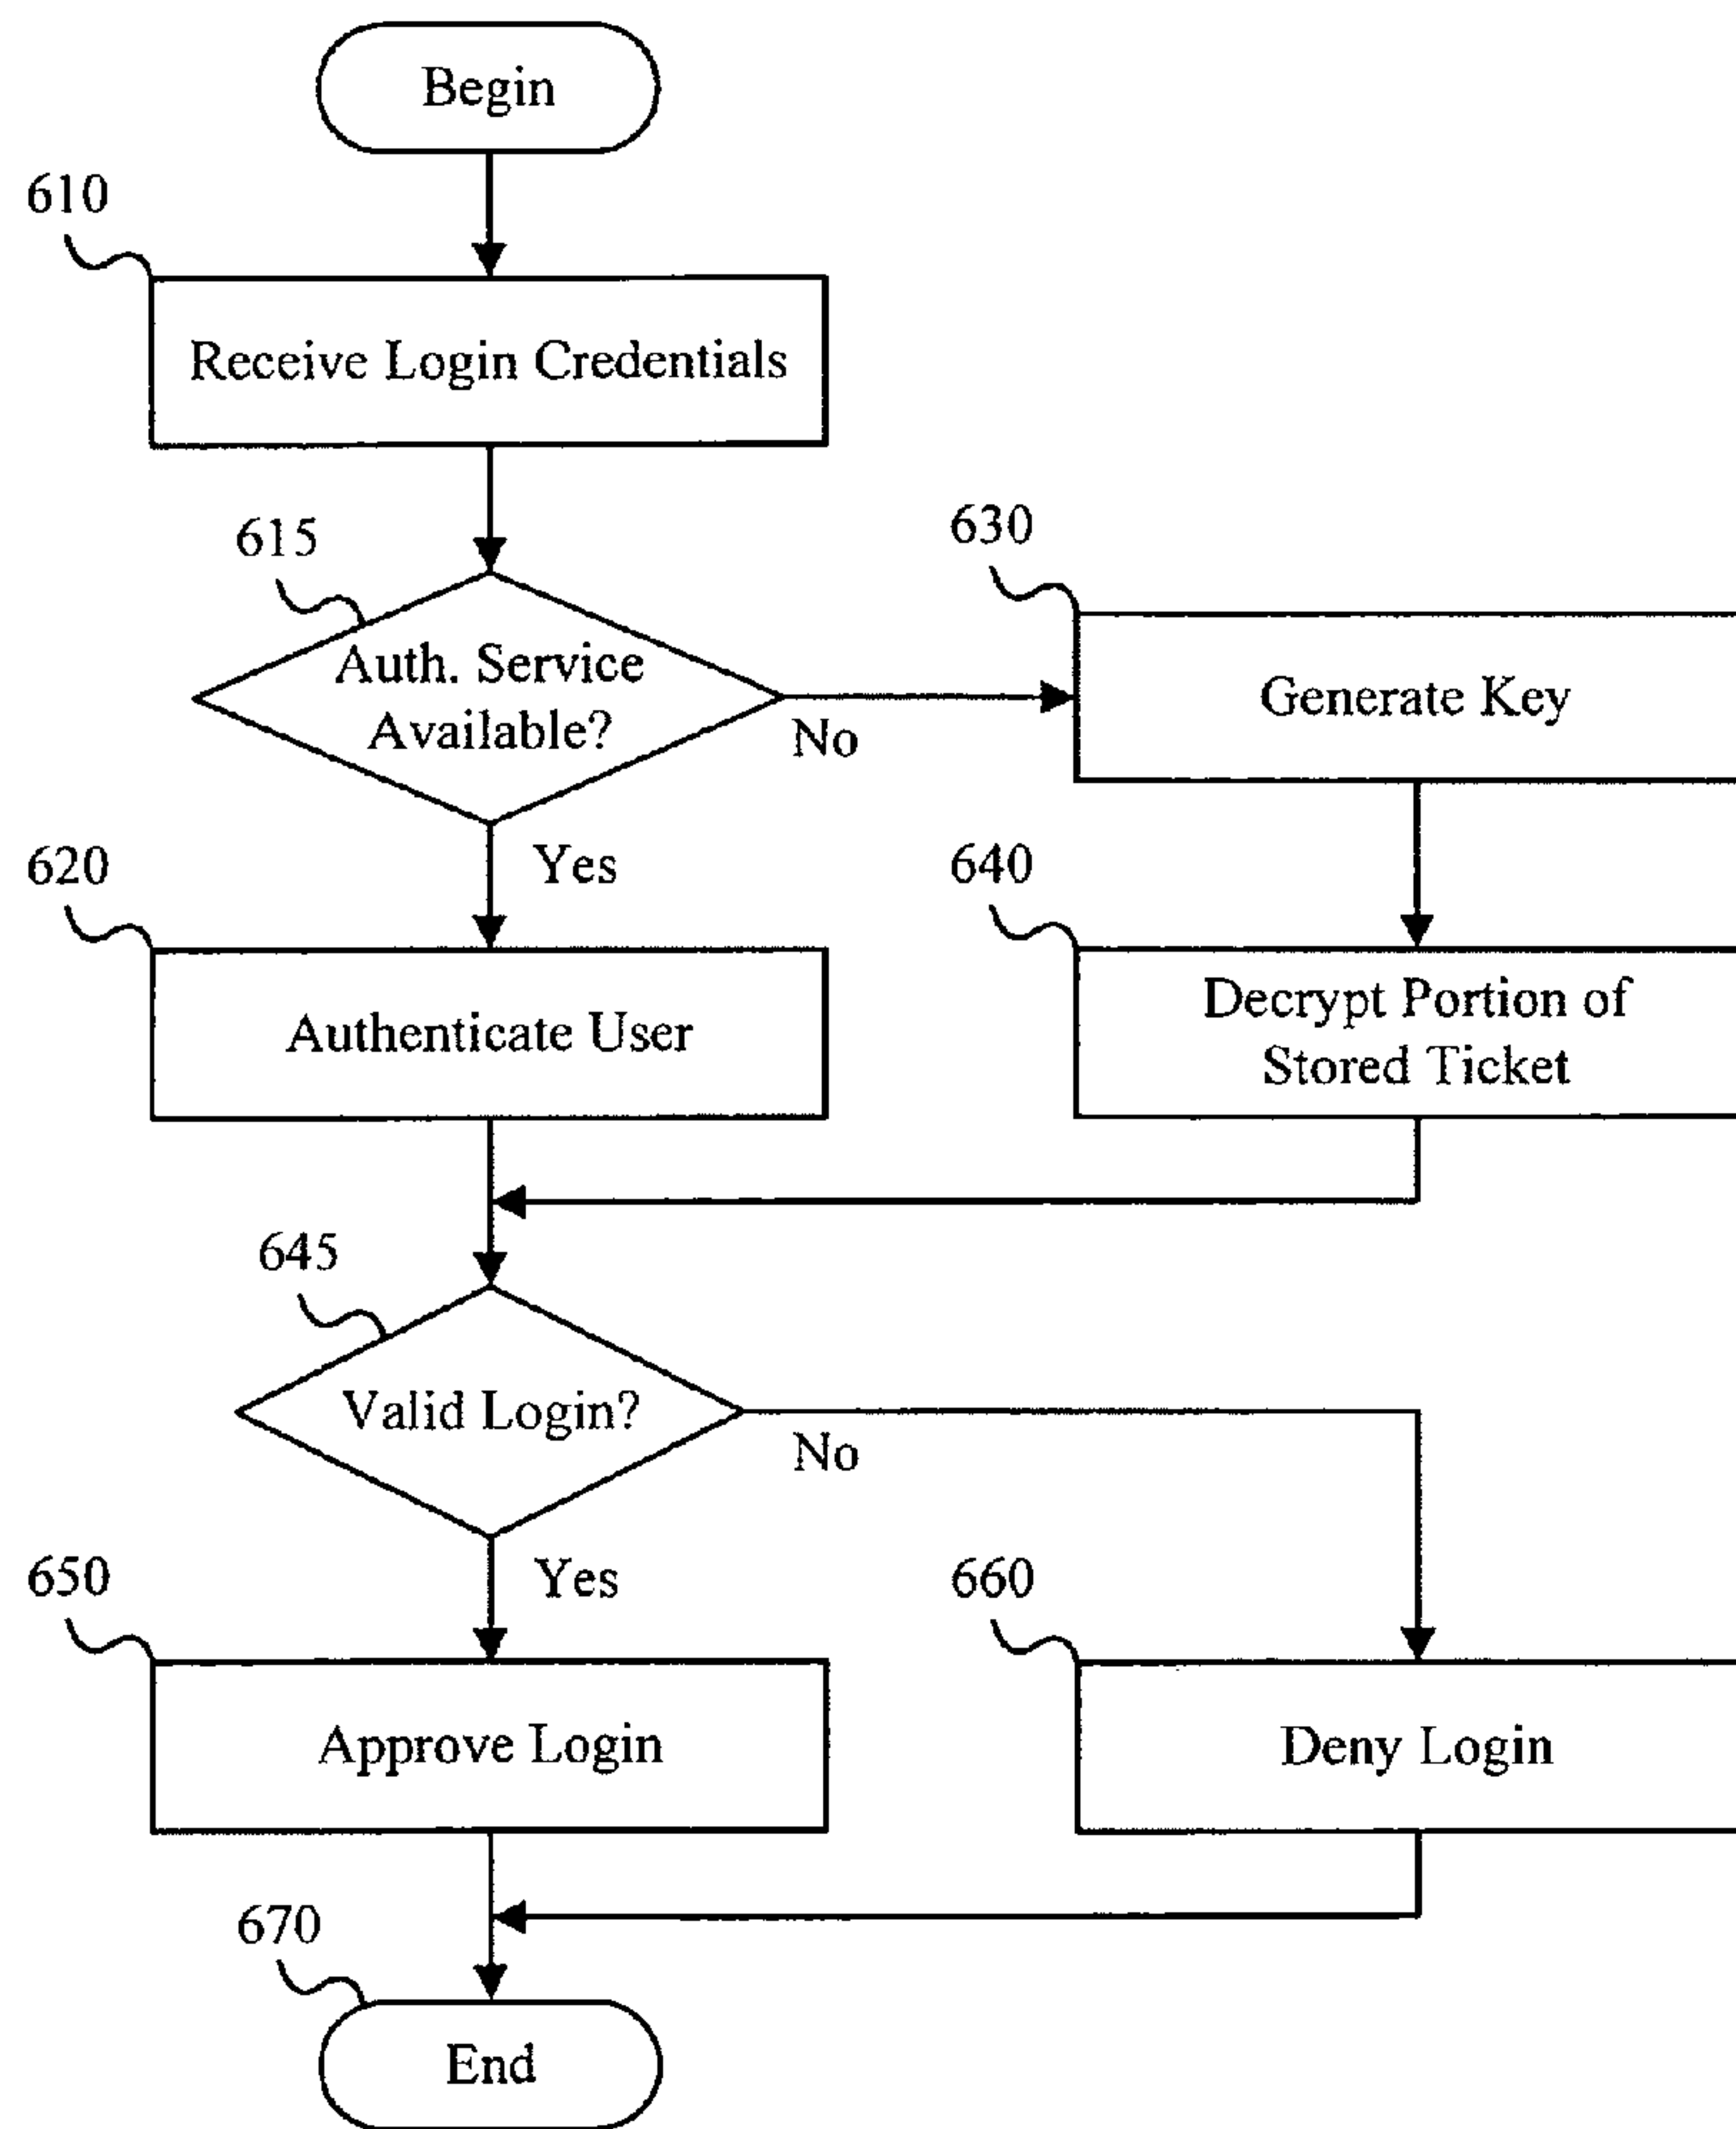 Begin
610
Receive Login Credentials
615
Auth. Service
Available?
No
630
Generate Key
Yes
620
Authenticate User
640
Decrypt Portion of
Stored Ticket
645
Valid Login?
No
Yes
650
Approve Login
660
Deny Login
670
End